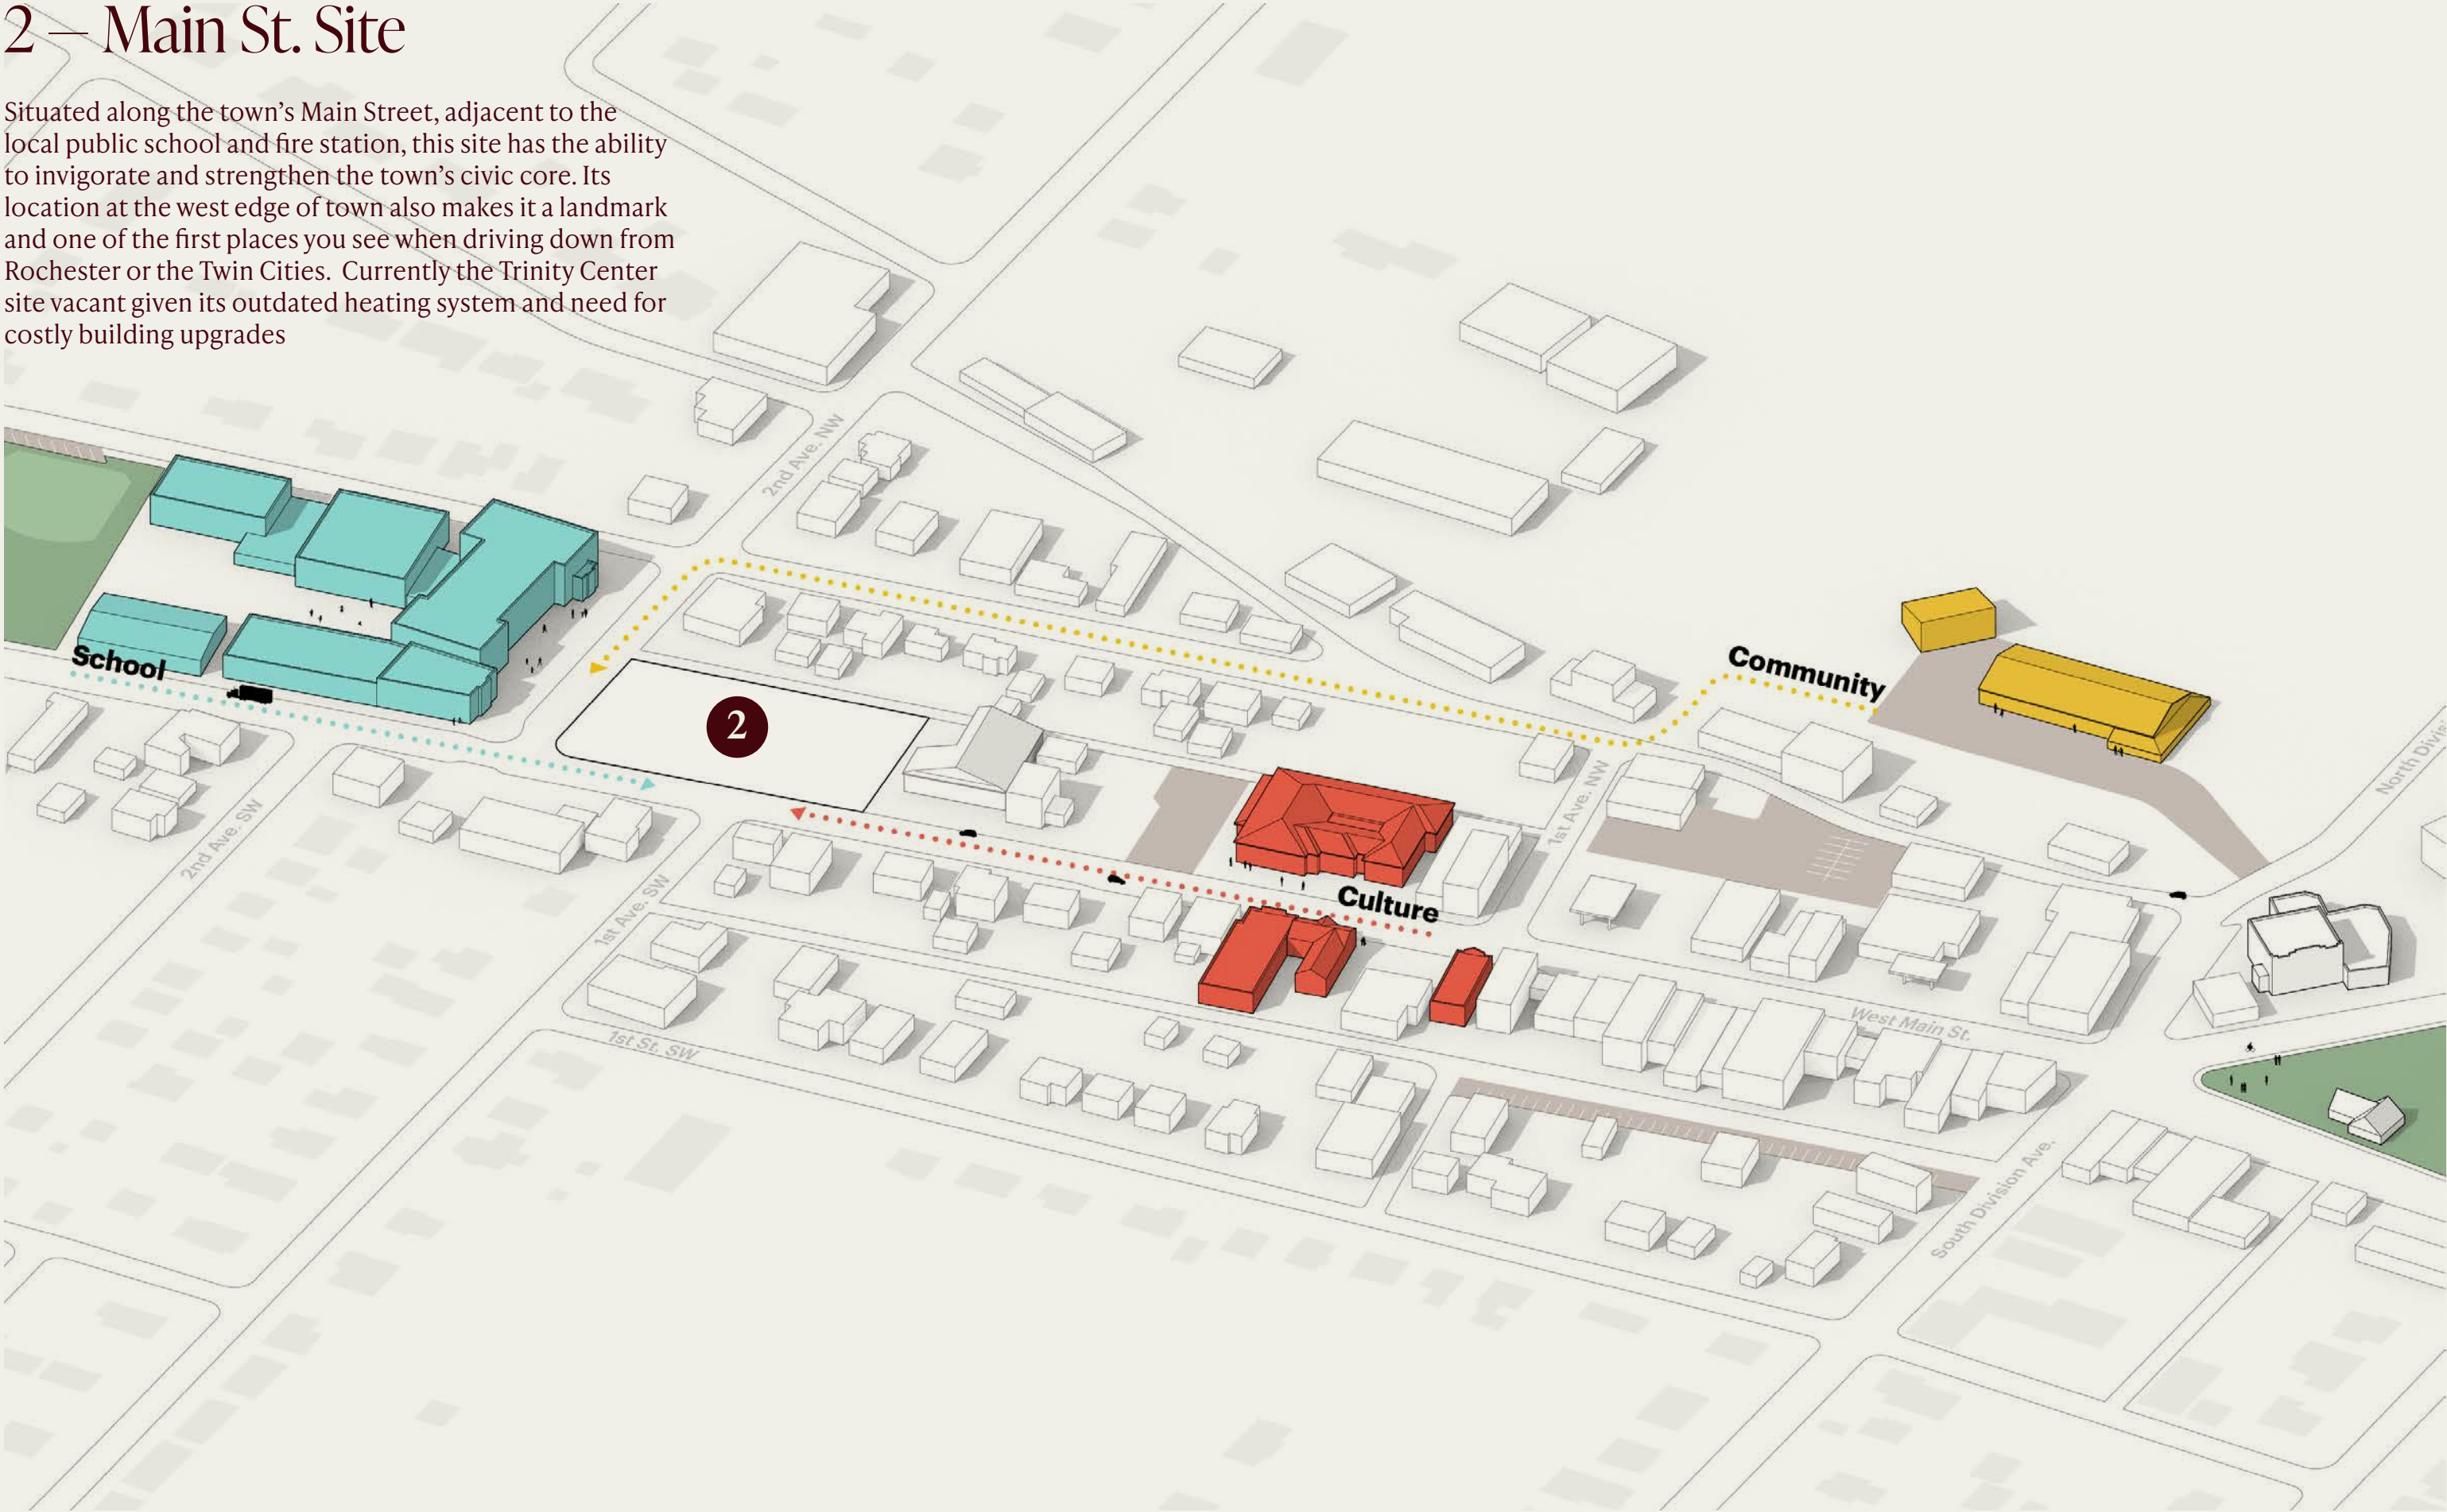 2 — Main St. Site
Situated along the town’s Main Street, adjacent to the
local public school and fire station, this site has the ability
to invigorate and strengthen the town’s civic core. Its
location at the west edge of town also makes it a landmark
and one of the first places you see when driving down from
Rochester or the Twin Cities.  Currently the Trinity Center
site vacant given its outdated heating system and need for
costly building upgrades
2nd Ave. NW
School
Community
2
North Divis
1st Ave. NW
2nd Ave. SW
Culture
1st Ave. SW
West Main St.
1st St. SW
South Division Ave.